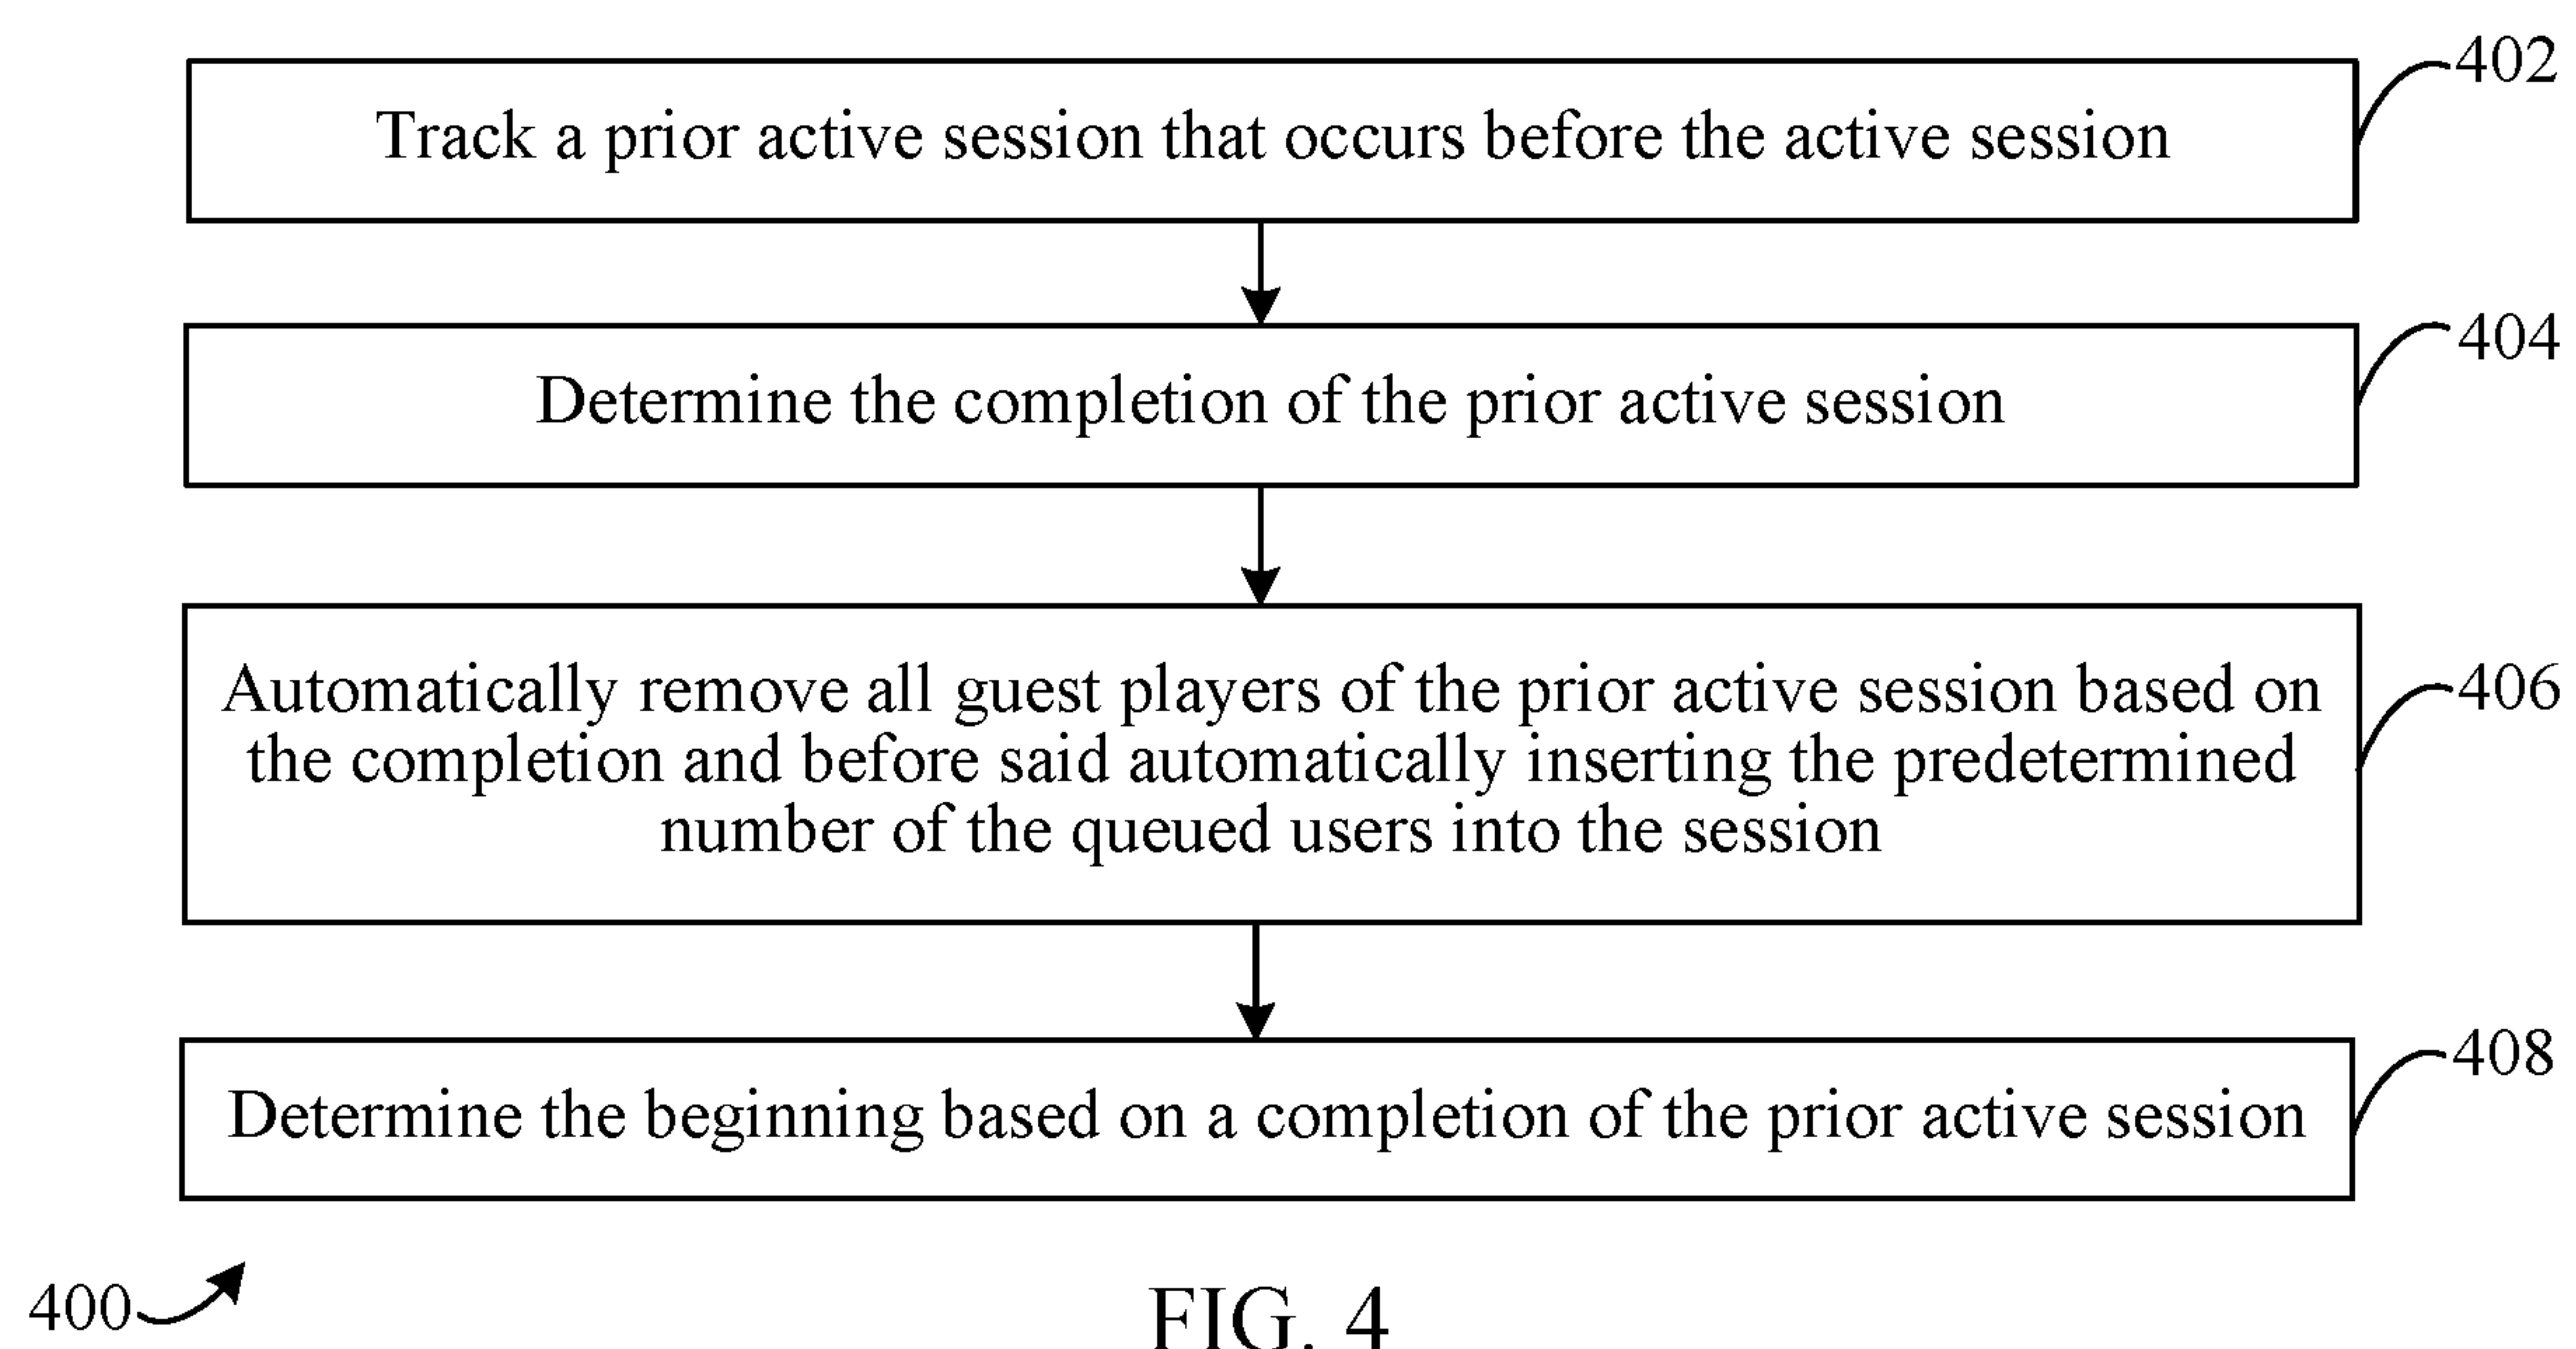 402
Track a prior active session that occurs before the active session
404
Determine the completion of the prior active session
406
Automatically remove all guest players of the prior active session based on
the completion and before said automatically inserting the predetermined
number of the queued users into the session
408
Determine the beginning based on a completion of the prior active session
400
FIG. 4